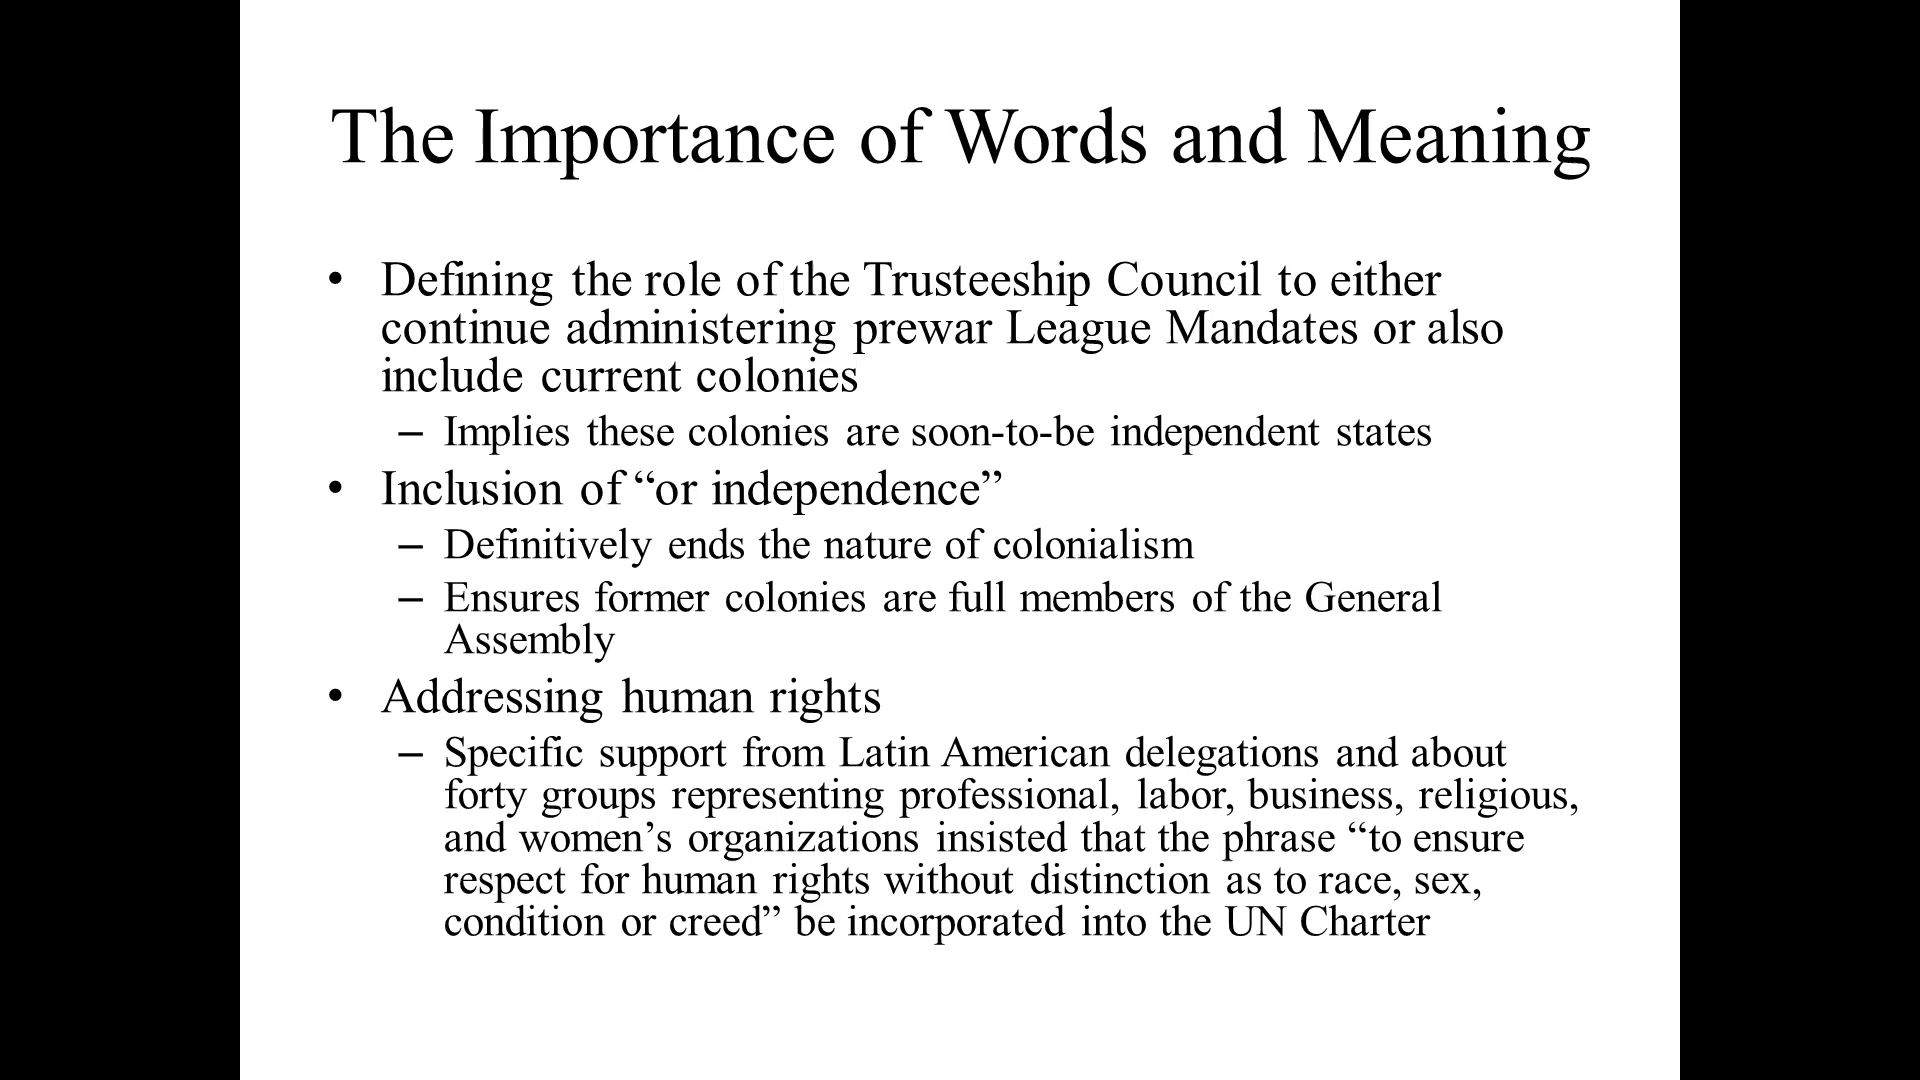 The Importance of Words and Meaning
• Defining the role of the Trusteeship Council to either
continue administering prewar League Mandates or also
include current colonies
– Implies these colonies are soon-to-be independent states
• Inclusion of “or independence”
– Definitively ends the nature of colonialism
– Ensures former colonies are full members of the General
Assembly
• Addressing human rights
– Specific support from Latin American delegations and about
forty groups representing professional, labor, business, religious,
and women’s organizations insisted that the phrase “to ensure
respect for human rights without distinction as to race, sex,
condition or creed” be incorporated into the UN Charter